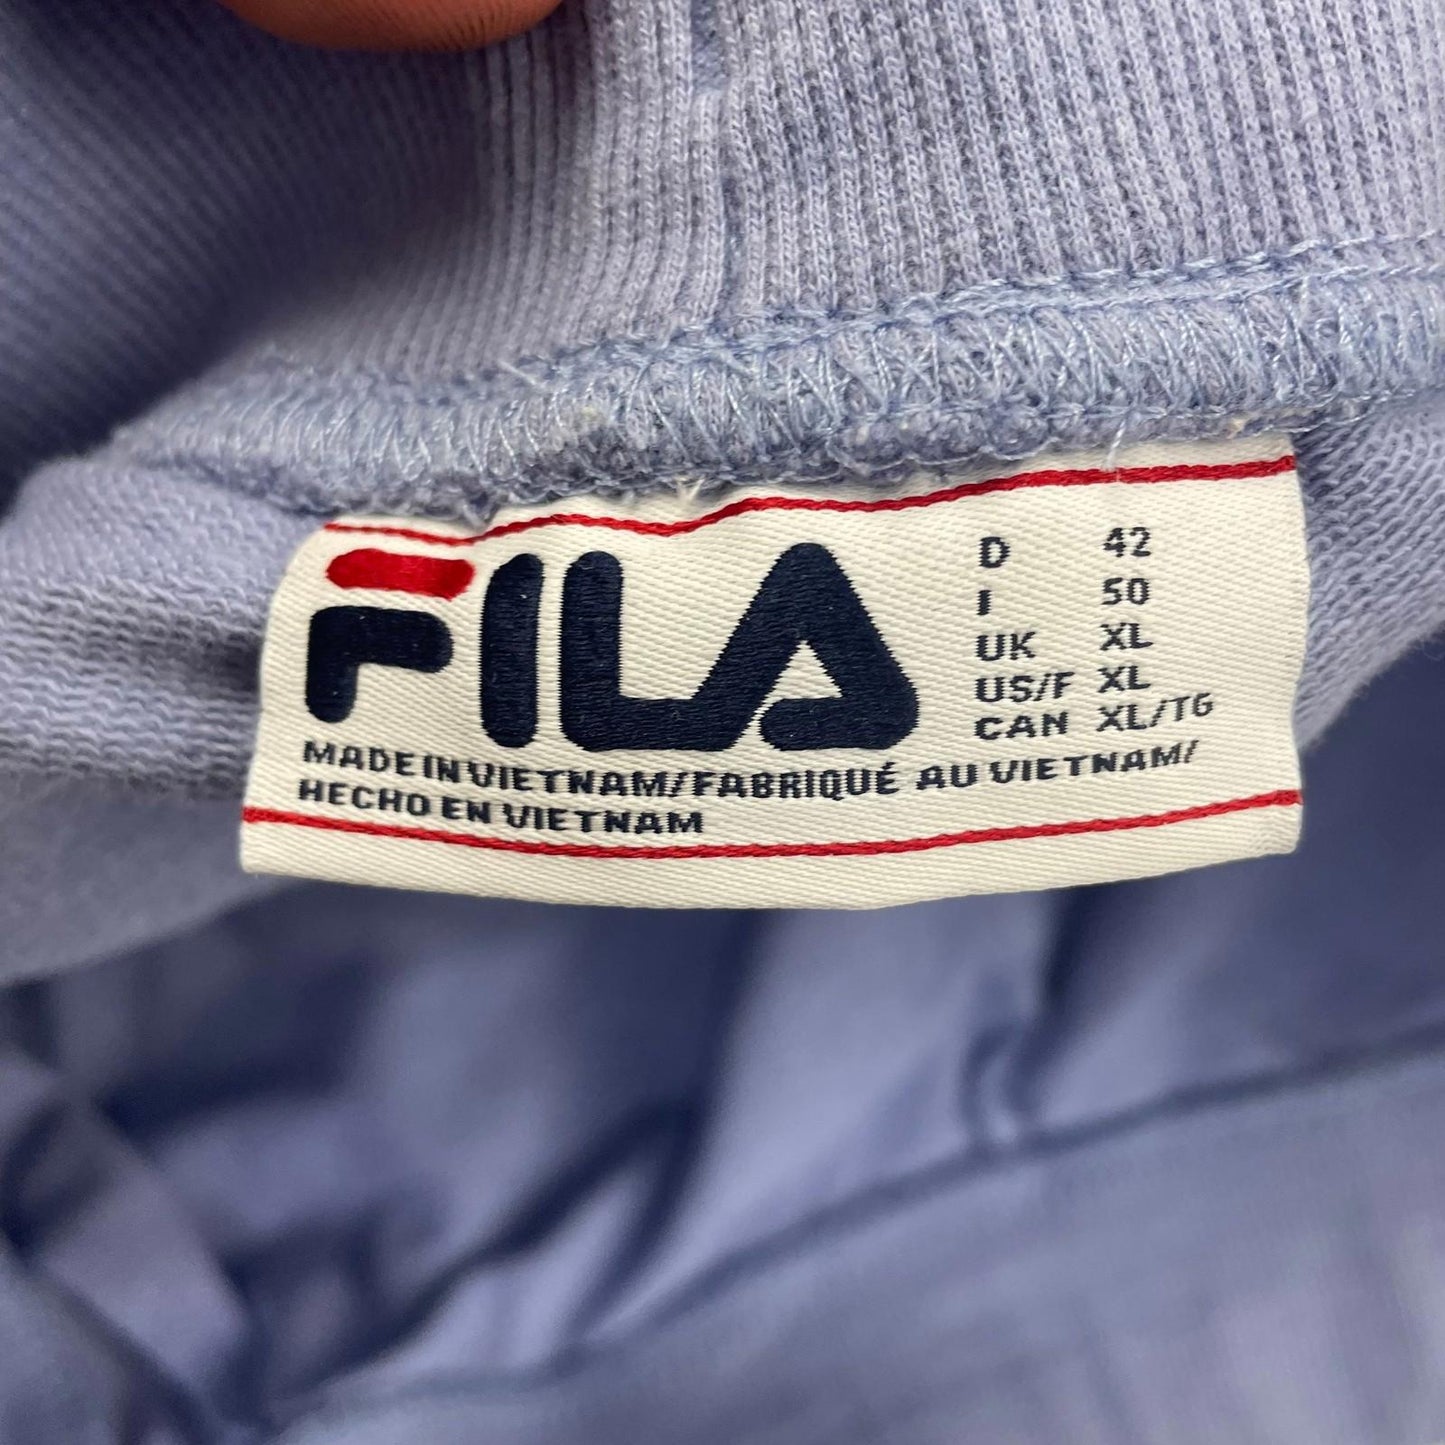 FILA
D 42
I 50
UK XL
US/F XL
CAN XL/TG
MADE IN VIETNAM/FABRIQUÉ AU VIETNAM/
HECHO EN VIETNAM